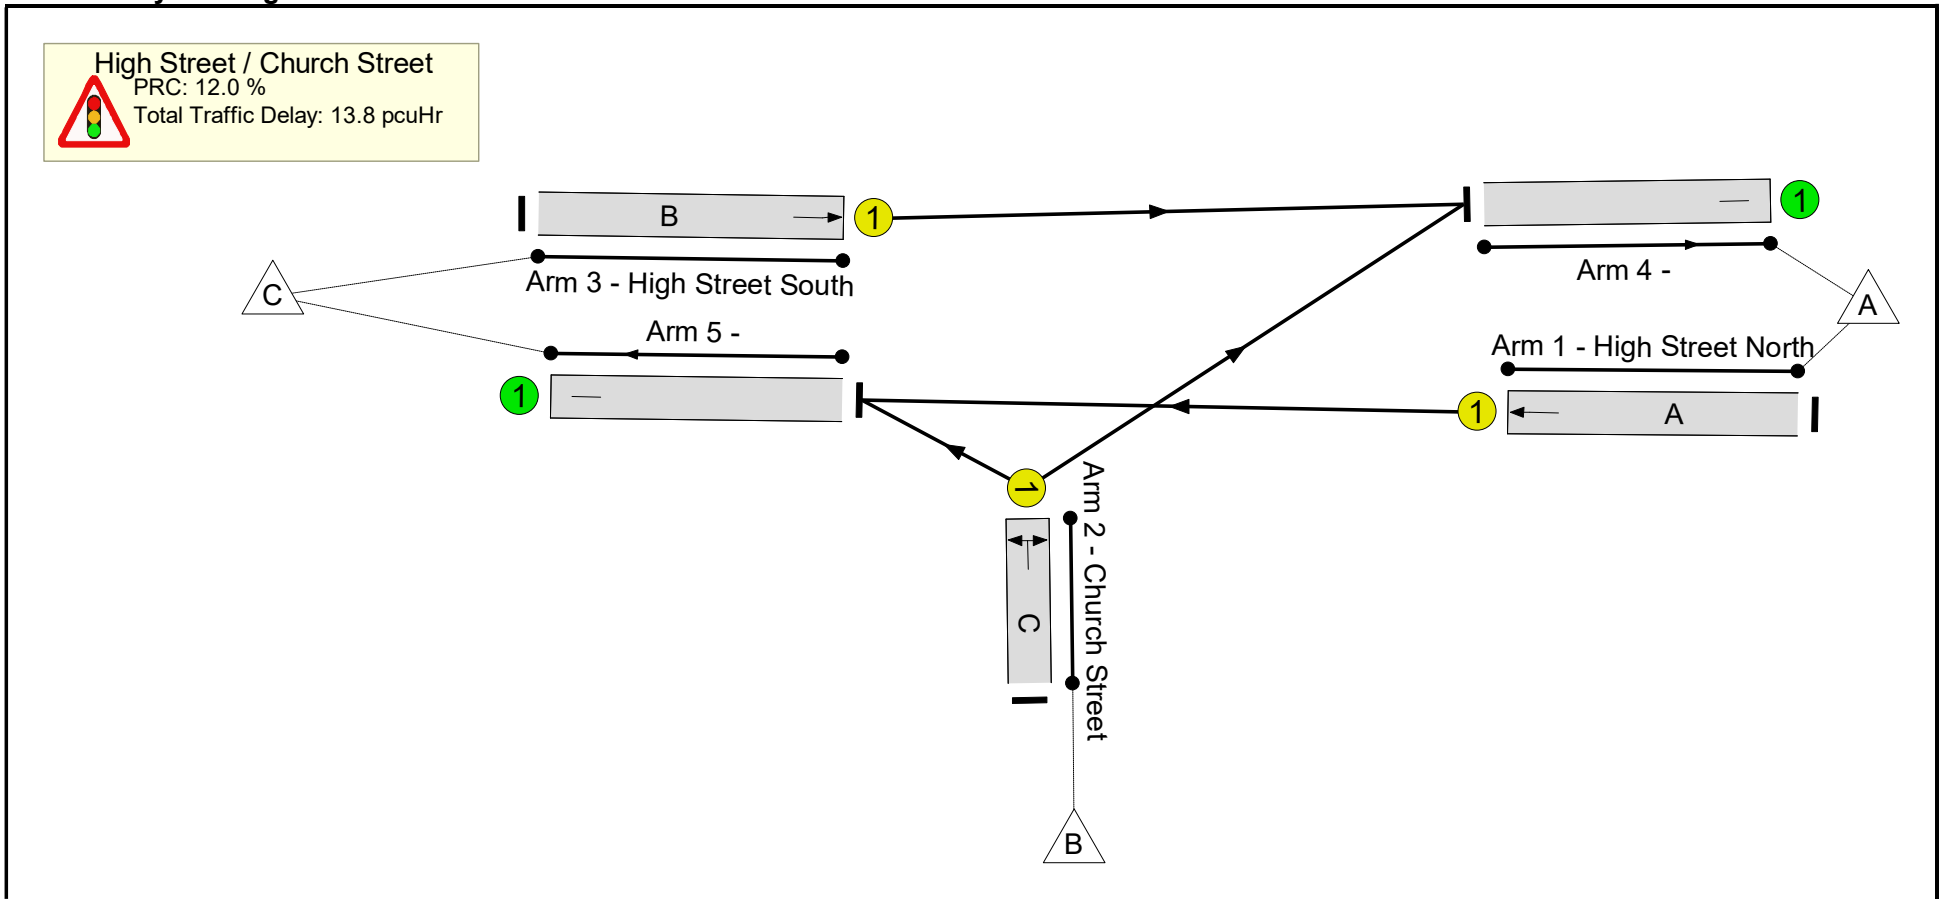 High Street / Church Street
PRC: 12.0 %
Total Traffic Delay: 13.8 pcuHr
B
1
1
Arm 3 - High Street South
Arm 4 -
C
A
Arm 5 -
Arm 1 - High Street North
1
1
A
1
Arm 2 - Church Street
C
B